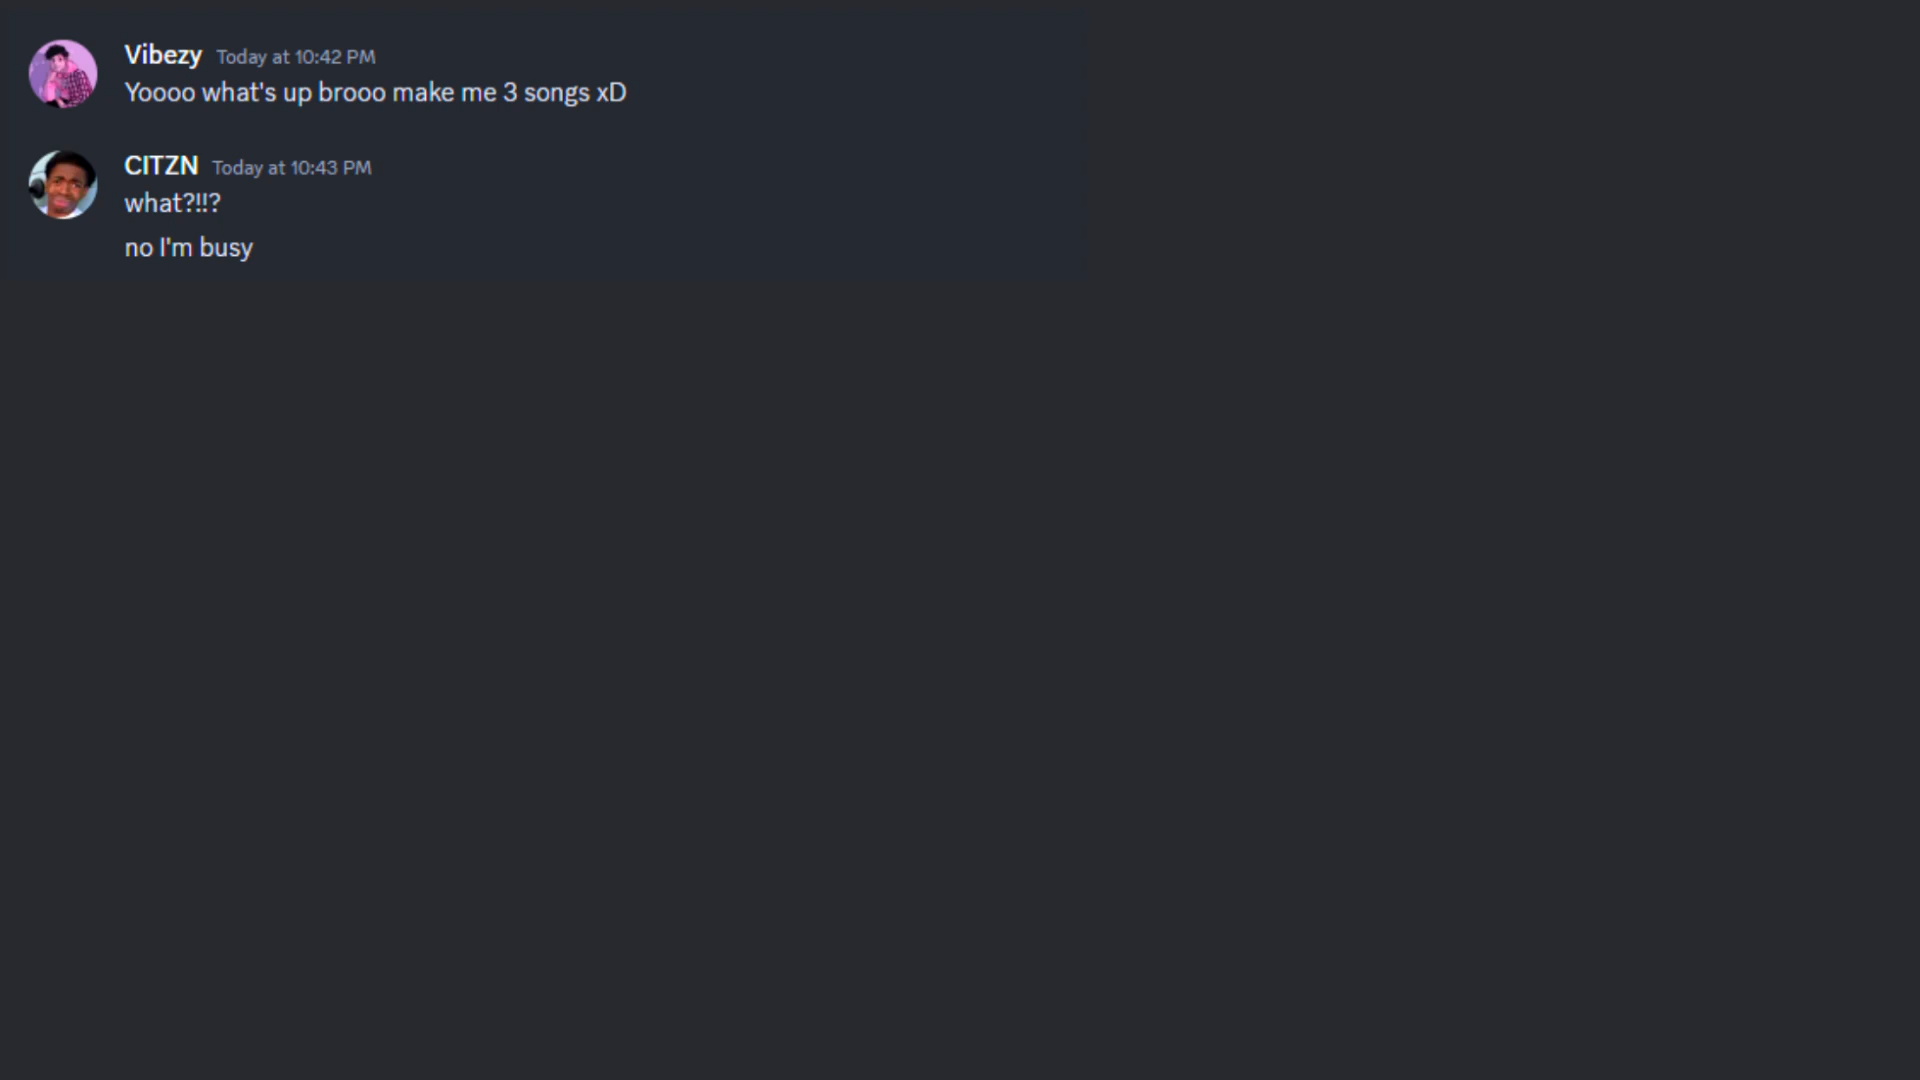 Vibezy Today at 10:42 PM
Yoooo what's up brooo make me 3 songs xD
CITZN Today at 10:43 PM
what?!!?
no I'm busy